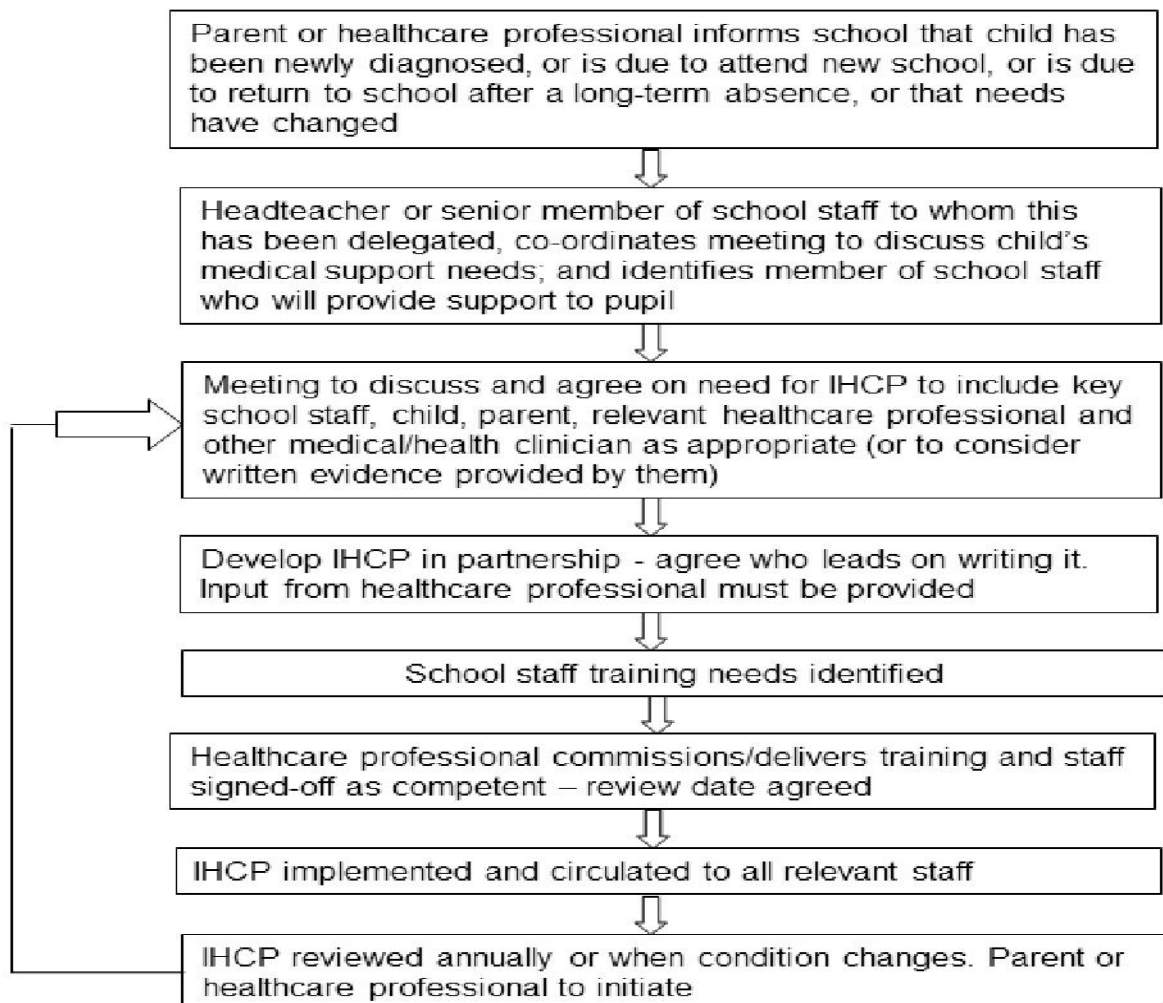 Parent or healthcare professional informs school that child has
been newly diagnosed, or is due to attend new school, or is due
to return to school after a long-term absence, or that needs
have changed
Headteacher or senior member of school staff to whom this
has been delegated, co-ordinates meeting to discuss child's
medical support needs; and identifies member of school staff
who will provide support to pupil
Meeting to discuss and agree on need for IHCP to include key
school staff, child, parent, relevant healthcare professional and
other medical/health clinician as appropriate (or to consider
written evidence provided by them)
Develop IHCP in partnership - agree who leads on writing it.
Input from healthcare professional must be provided
School staff training needs identified
Healthcare professional commissions/delivers training and staff
signed-off as competent – review date agreed
IHCP implemented and circulated to all relevant staff
IHCP reviewed annually or when condition changes. Parent or
healthcare professional to initiate